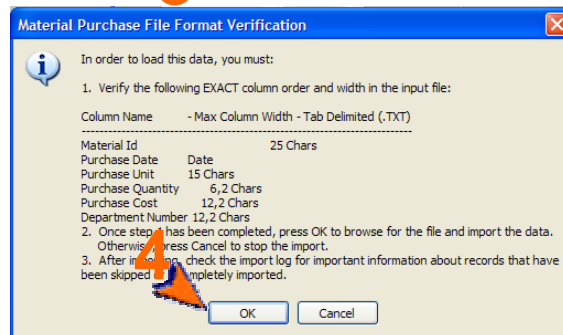 Material Purchase File Format Verification
In order to load this data, you must:
1. Verify the following EXACT column order and width in the input file:
Column Name - Max Column Width - Tab Delimited (.TXT)
--------------------------------------------------------------------------------
Material Id 25 Chars
Purchase Date Date
Purchase Unit 15 Chars
Purchase Quantity 6,2 Chars
Purchase Cost 12,2 Chars
Department Number 12,2 Chars
2. Once step 1 has been completed, press OK to browse for the file and import the data.
Otherwise press Cancel to stop the import.
3. After check the import log for important information about records that have
been skipped completely imported.
4
OK Cancel